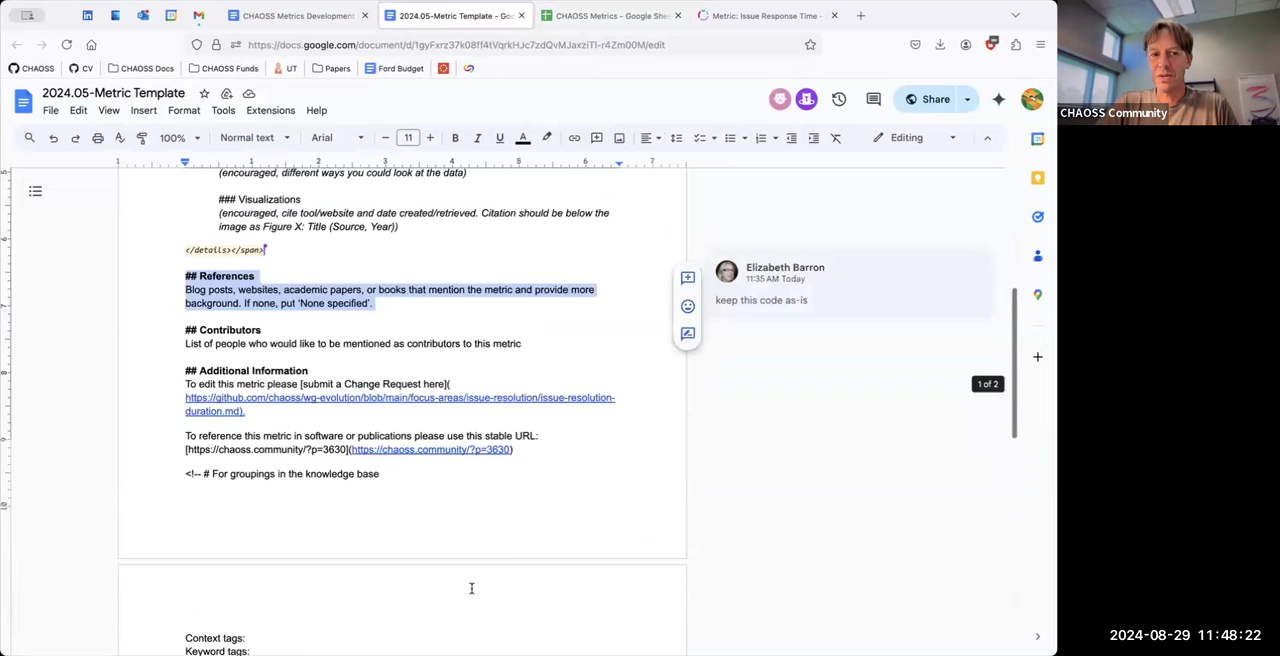 CHAOSS Metrics Development
2024.05-Metric Template - Goo
CHAOSS Metrics - Google She
Metric: Issue Response Time -
https://docs.google.com/document/d/1gyFxrz37k08ff4tVqrkHJc7zdQvMJaxziTl-r4Zm00M/edit
CHAOSS
CV
CHAOSS Docs
CHAOSS Funds
UT
Papers
Ford Budget
2024.05-Metric Template
File Edit View Insert Format Tools Extensions Help
Share
100% Normal text Arial 11 Editing
1 1 2 3 4 5 6 7
(encouraged, different ways you could look at the data)
### Visualizations
(encouraged, cite tool/website and date created/retrieved. Citation should be below the
image as Figure X: Title (Source, Year))
</details></span>
## References
Blog posts, websites, academic papers, or books that mention the metric and provide more
background. If none, put 'None specified'.
## Contributors
List of people who would like to be mentioned as contributors to this metric
## Additional Information
To edit this metric please [submit a Change Request here](
https://github.com/chaoss/wg-evolution/blob/main/focus-areas/issue-resolution/issue-resolution-
duration.md).
To reference this metric in software or publications please use this stable URL:
[https://chaoss.community/?p=3630](https://chaoss.community/?p=3630)
<!-- # For groupings in the knowledge base
Context tags:
Keyword tags:
Elizabeth Barron
11:35 AM Today
keep this code as-is
1 of 2
CHAOSS Community
2024-08-29 11:48:22